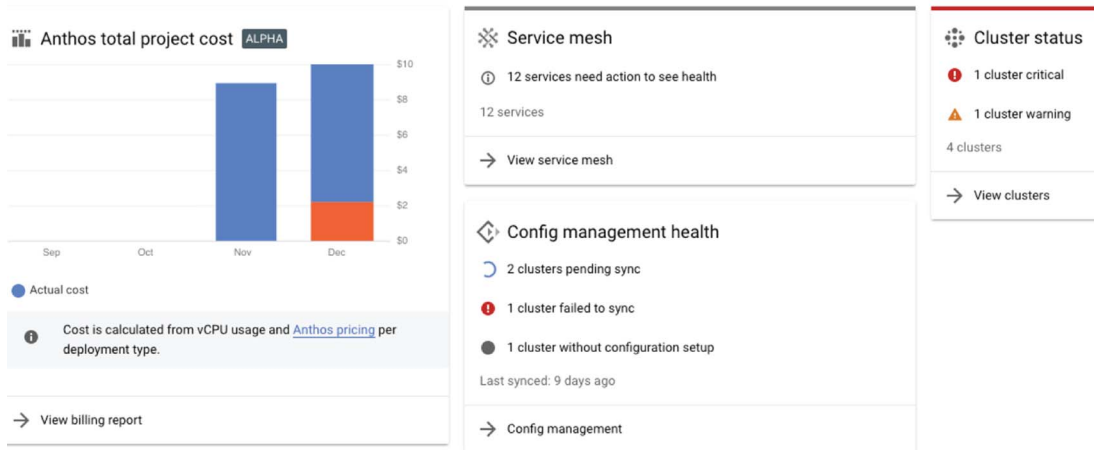 Anthos total project cost ALPHA
$10
$8
$6
$4
$2
$0
Sep Oct Nov Dec
Actual cost
Cost is calculated from vCPU usage and Anthos pricing per
deployment type.
View billing report
Service mesh
12 services need action to see health
12 services
View service mesh
Config management health
2 clusters pending sync
1 cluster failed to sync
1 cluster without configuration setup
Last synced: 9 days ago
Config management
Cluster status
1 cluster critical
1 cluster warning
4 clusters
View clusters